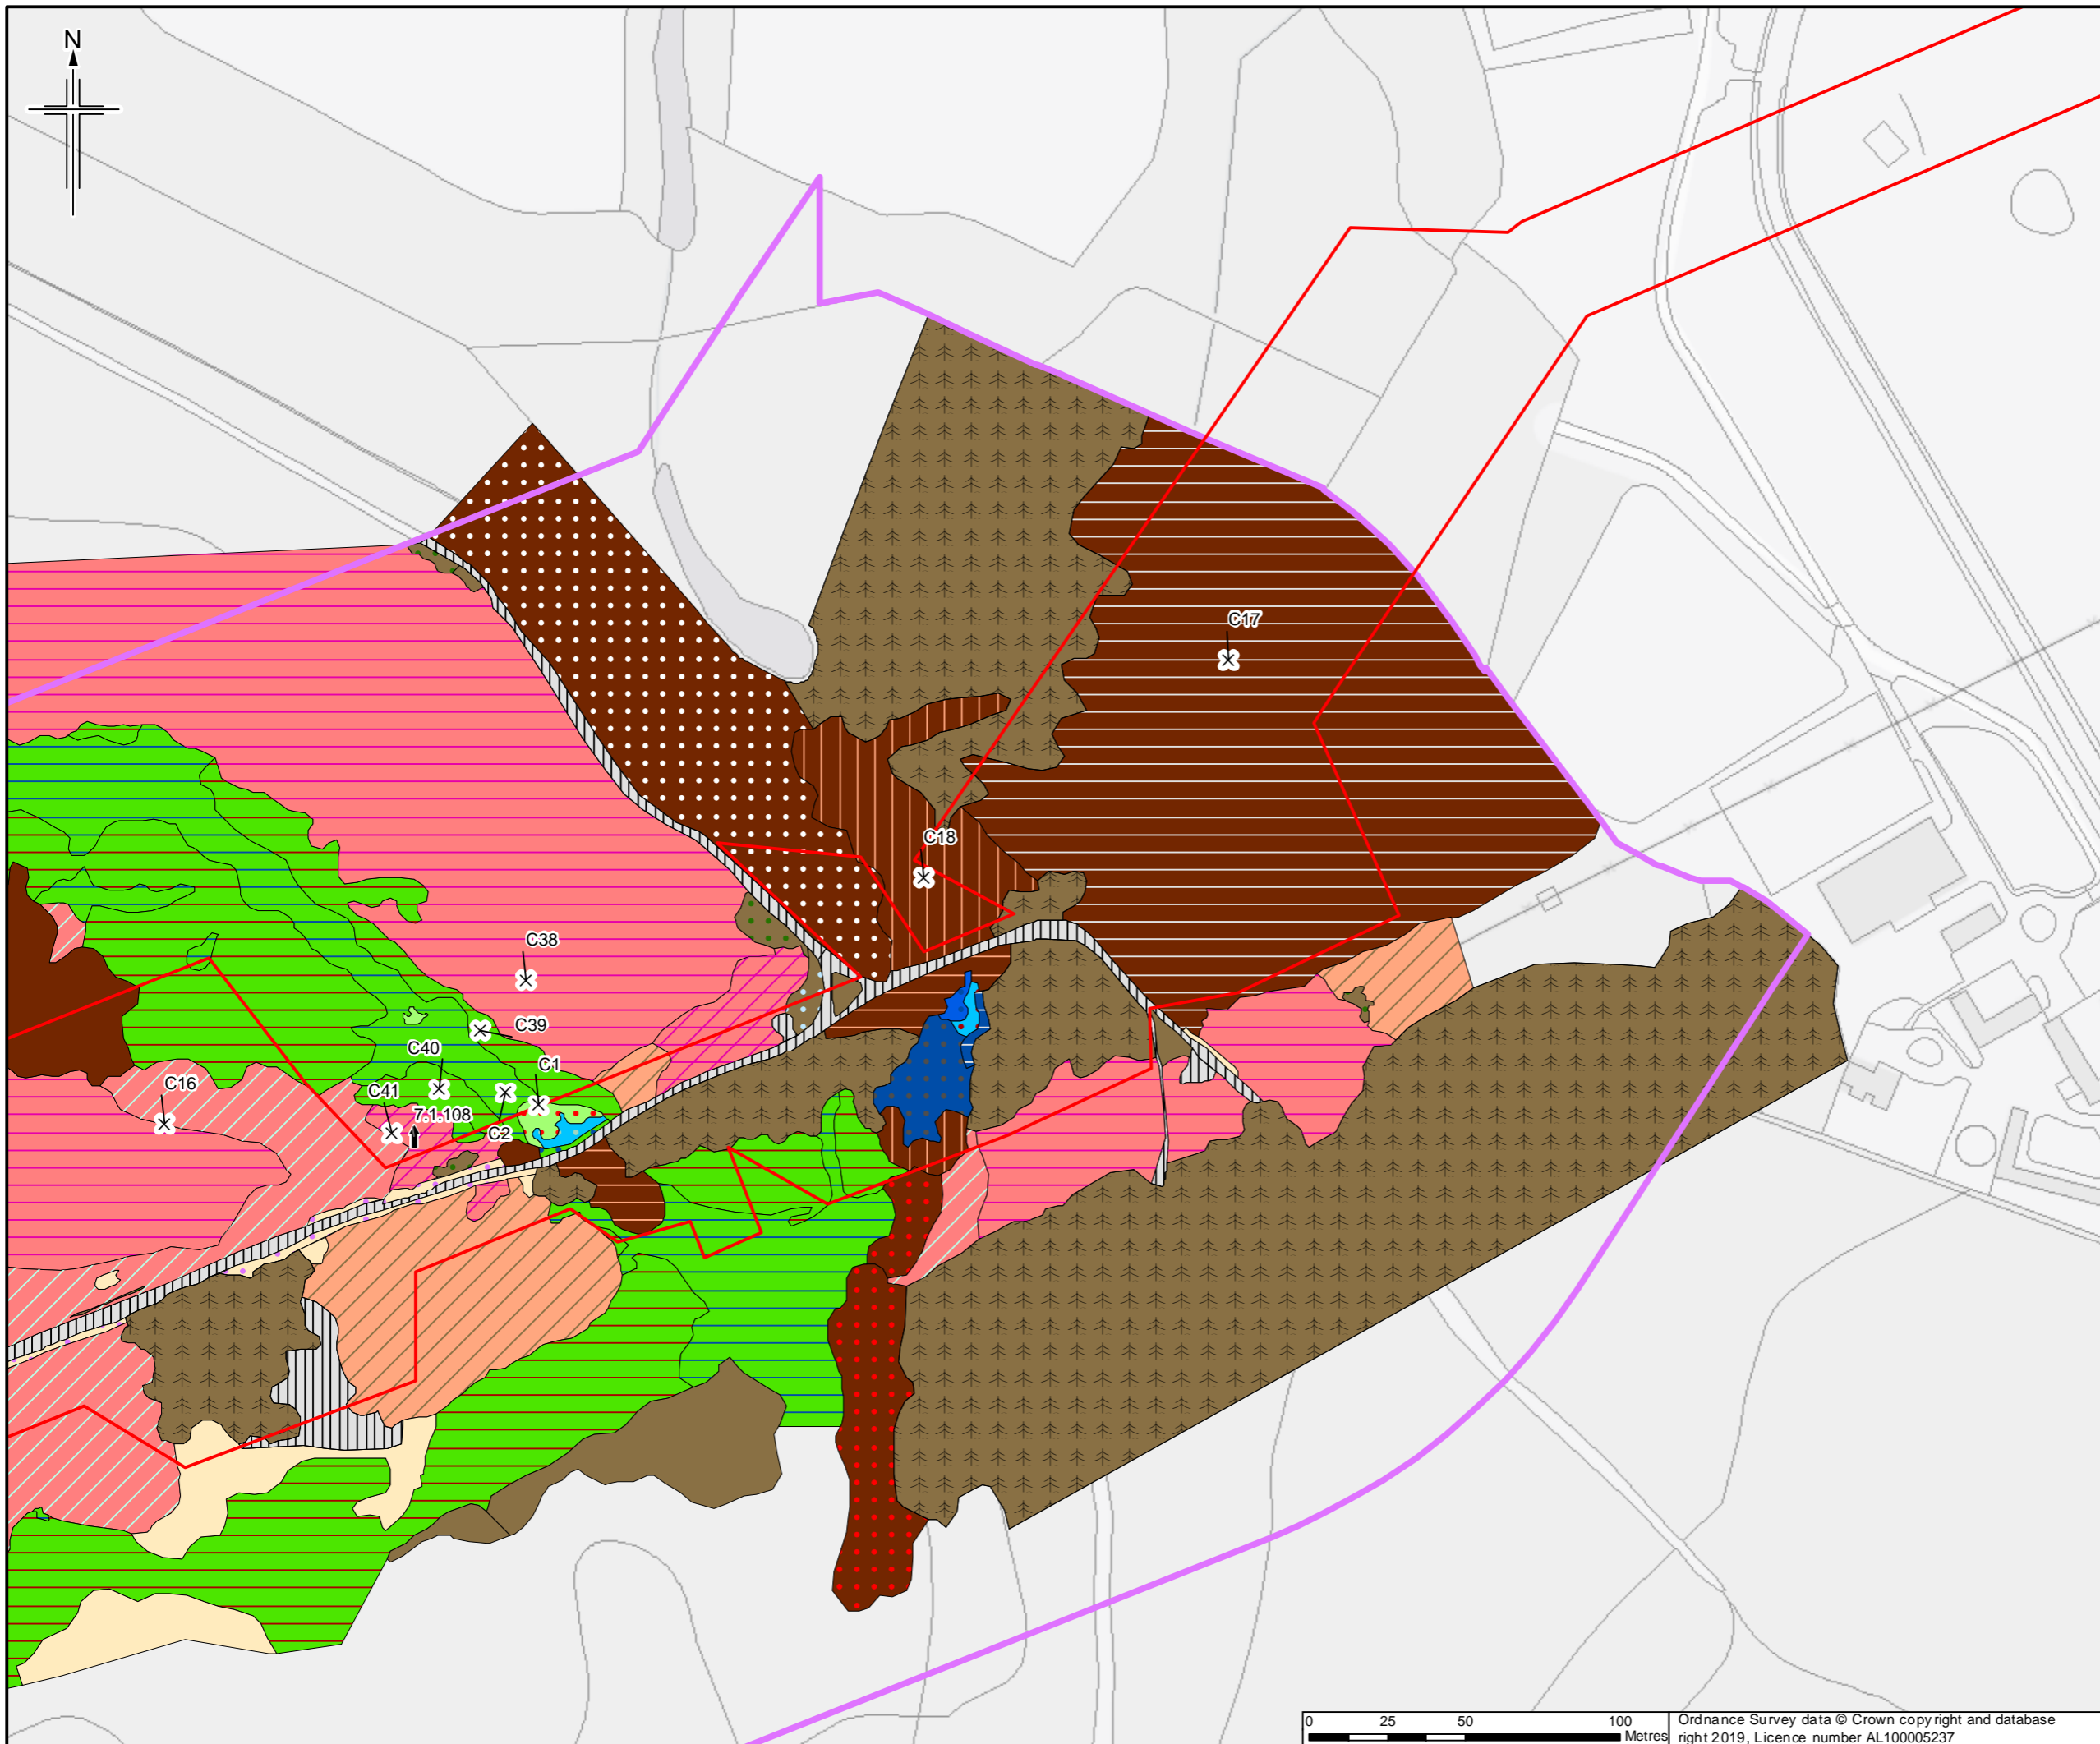 N
C17
C18
C38
C39
C40
C1
C16
C41
7.1.108
C2
0 25 50 100
Metres
Ordnance Survey data © Crown copyright and database
right 2019, Licence number AL100005237